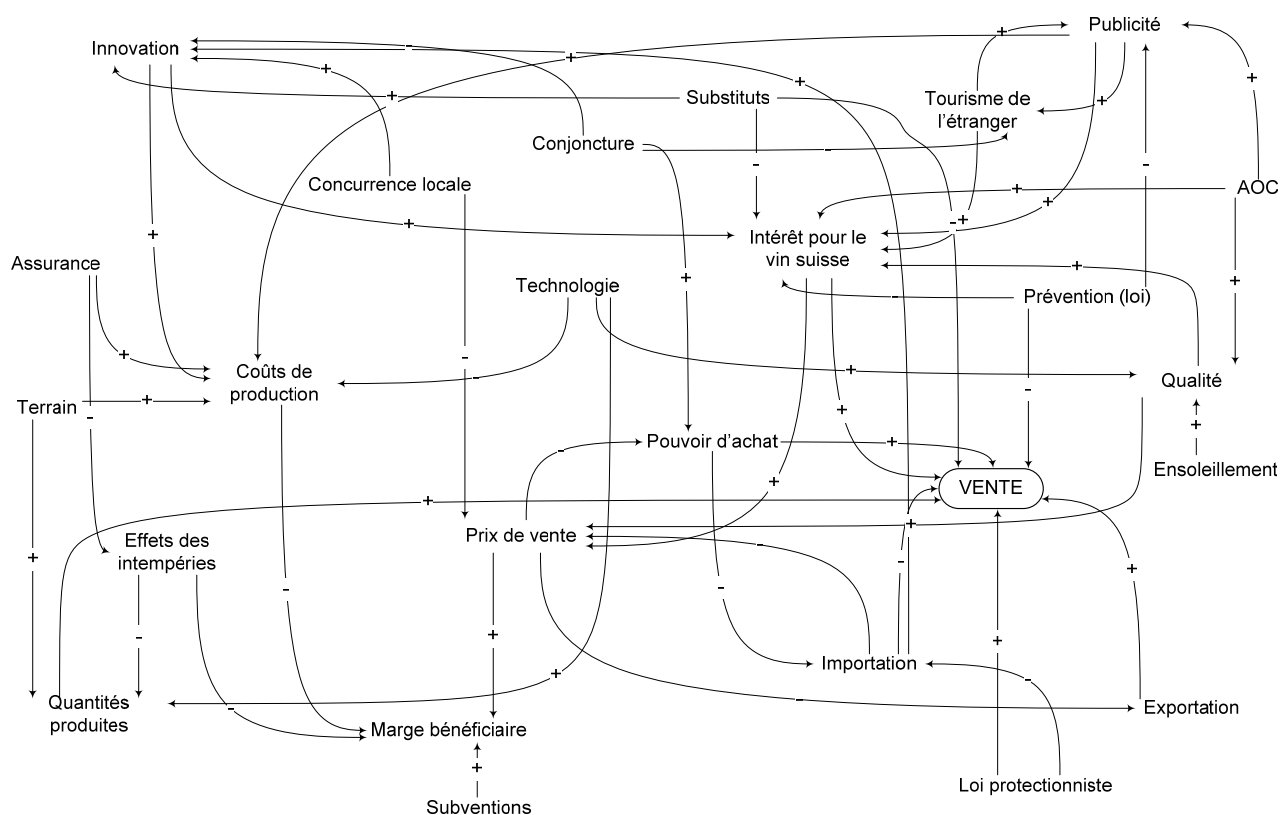 Publicité
Innovation
Substituts
Tourisme de
l'étranger
Conjoncture
Concurrence locale
AOC
Intérêt pour le
vin suisse
Assurance
Technologie
Prévention (loi)
Coûts de
production
Qualité
Terrain
Pouvoir d'achat
Ensoleillement
VENTE
Effets des
intempéries
Prix de vente
Importation
Quantités
produites
Exportation
Marge bénéficiaire
Loi protectionniste
Subventions